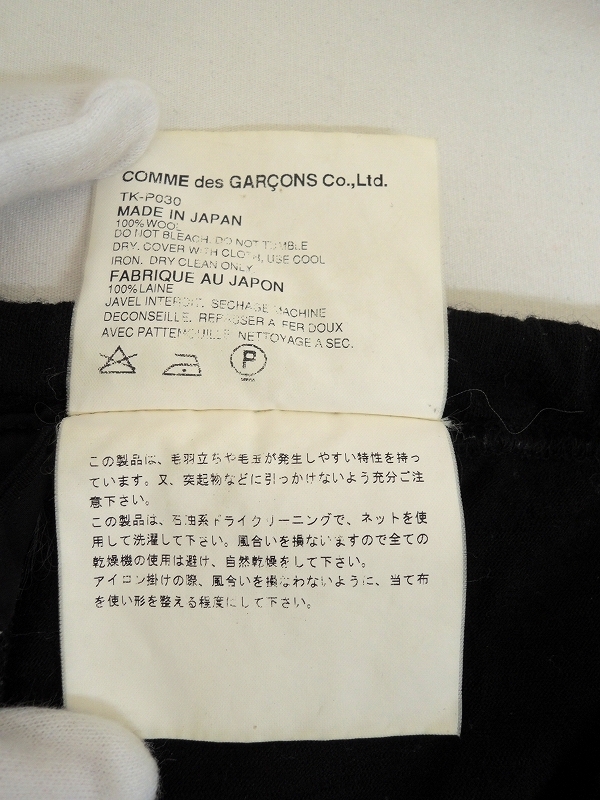 COMME des GARÇONS Co.,Ltd.
TK-P030
MADE IN JAPAN
100%WOOL
DO NOT BLEACH. DO NOT TUMBLE
DRY. COVER WITH CLOTH, USE COOL
IRON. DRY CLEAN ONLY
FABRIQUE AU JAPON
100%LAINE
JAVEL INTERDIT. SECHAGE MACHINE
DECONSEILLE. REPASSER A FER DOUX
AVEC PATTEMOUILLE. NETTOYAGE A SEC.
P
この製品は、毛羽立ちや毛玉が発生しやすい特性を持っ
ています。又、突起物などに引っかけないよう充分ご注
意下さい。
この製品は、石油系ドライクリーニングで、ネットを使
用して洗濯して下さい。風合いを損ないますので全ての
乾燥機の使用は避け、自然乾燥をして下さい。
アイロン掛けの際、風合いを損なわないように、当て布
を使い形を整える程度にして下さい。